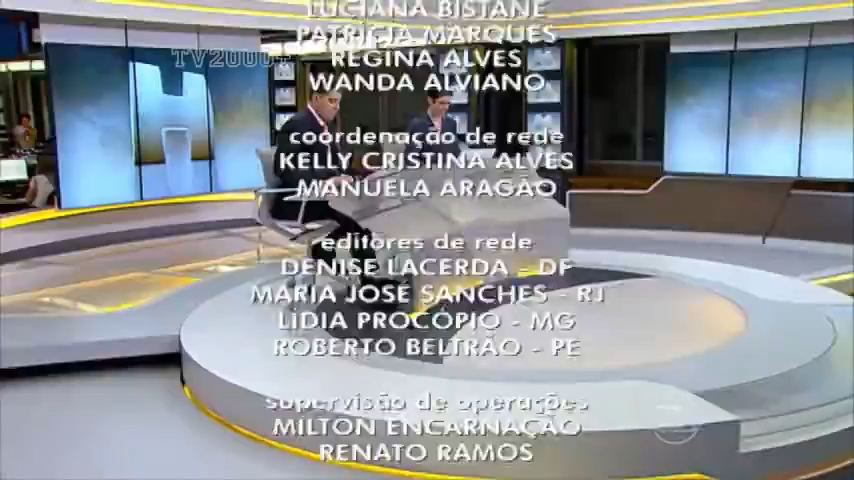 LUCIANA BISTANE
PATRÍCIA MARQUES
REGINA ALVES
WANDA ALVIANO
TV2000+
coordenação de rede
KELLY CRISTINA ALVES
MANUELA ARAGÃO
editores de rede
DENISE LACERDA - DF
MARIA JOSÉ SANCHES - RJ
LÍDIA PROCÓPIO - MG
ROBERTO BELTRÃO - PE
supervisão de operações
MILTON ENCARNAÇÃO
RENATO RAMOS